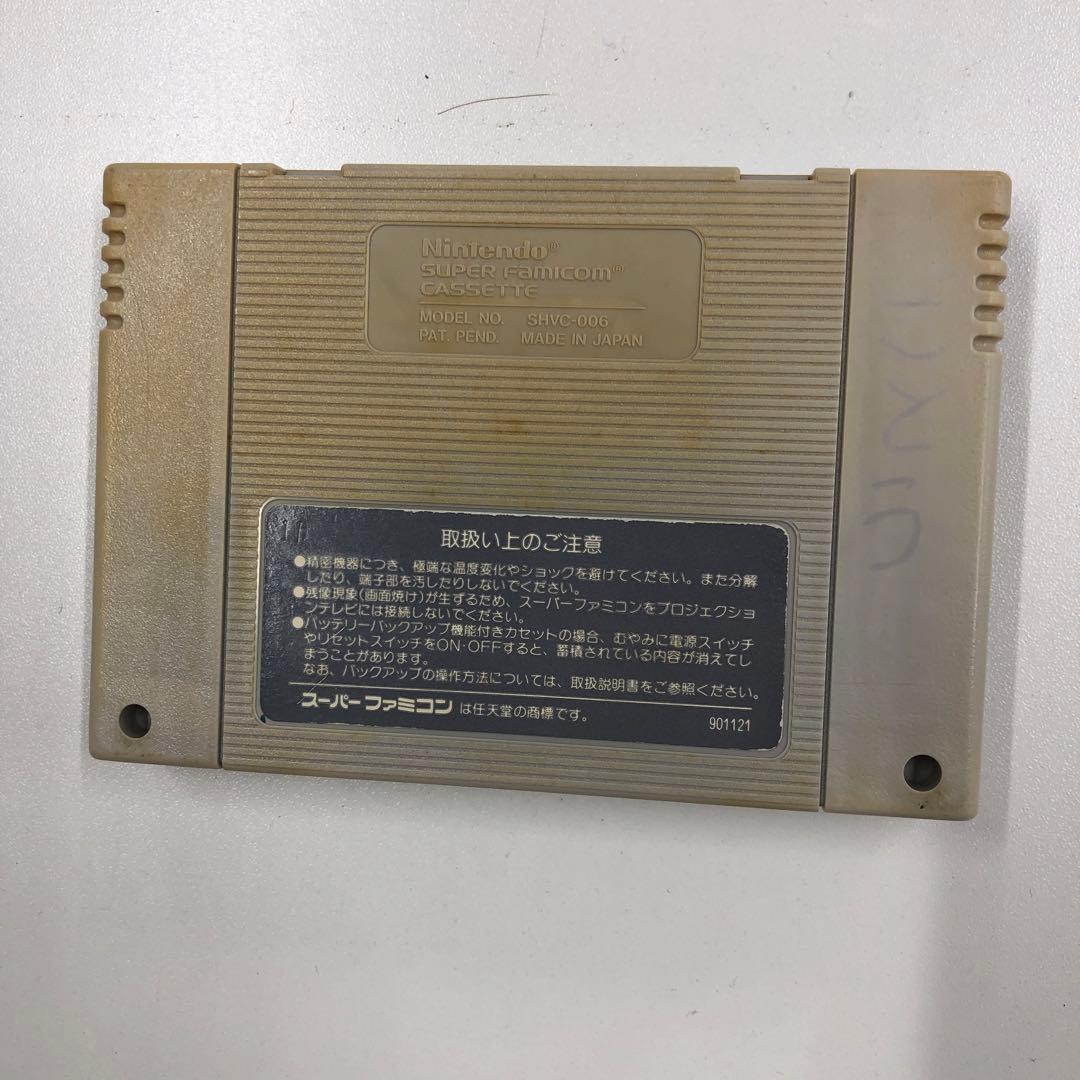 Nintendo®
SUPER FAMICOM®
CASSETTE
MODEL NO. SHVC-006
PAT. PEND. MADE IN JAPAN
取扱い上のご注意
●精密機器につき、極端な温度変化やショックを避けてください。また分解
したり、端子部を汚したりしないでください。
●残像現象(画面焼け)が生ずるため、スーパーファミコンをプロジェクショ
ンテレビには接続しないでください。
●バッテリーバックアップ機能付きカセットの場合、むやみに電源スイッチ
やリセットスイッチをON·OFFすると、蓄積されている内容が消えてし
まうことがあります。
なお、バックアップの操作方法については、取扱説明書をご参照ください。
スーパーファミコン は任天堂の商標です。
901121